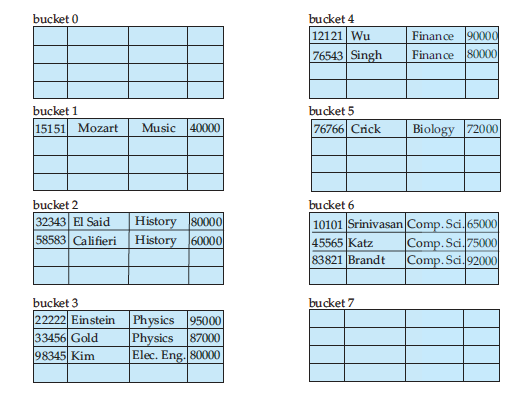 bucket 0
bucket 1
15151 Mozart Music 40000
bucket 2
32343 El Said History 80000
58583 Califieri History 60000
bucket 3
22222 Einstein Physics 95000
33456 Gold Physics 87000
98345 Kim Elec. Eng. 80000
bucket 4
12121 Wu Finance 90000
76543 Singh Finance 80000
bucket 5
76766 Crick Biology 72000
bucket 6
10101 Srinivasan Comp. Sci. 65000
45565 Katz Comp. Sci. 75000
83821 Brandt Comp. Sci. 92000
bucket 7